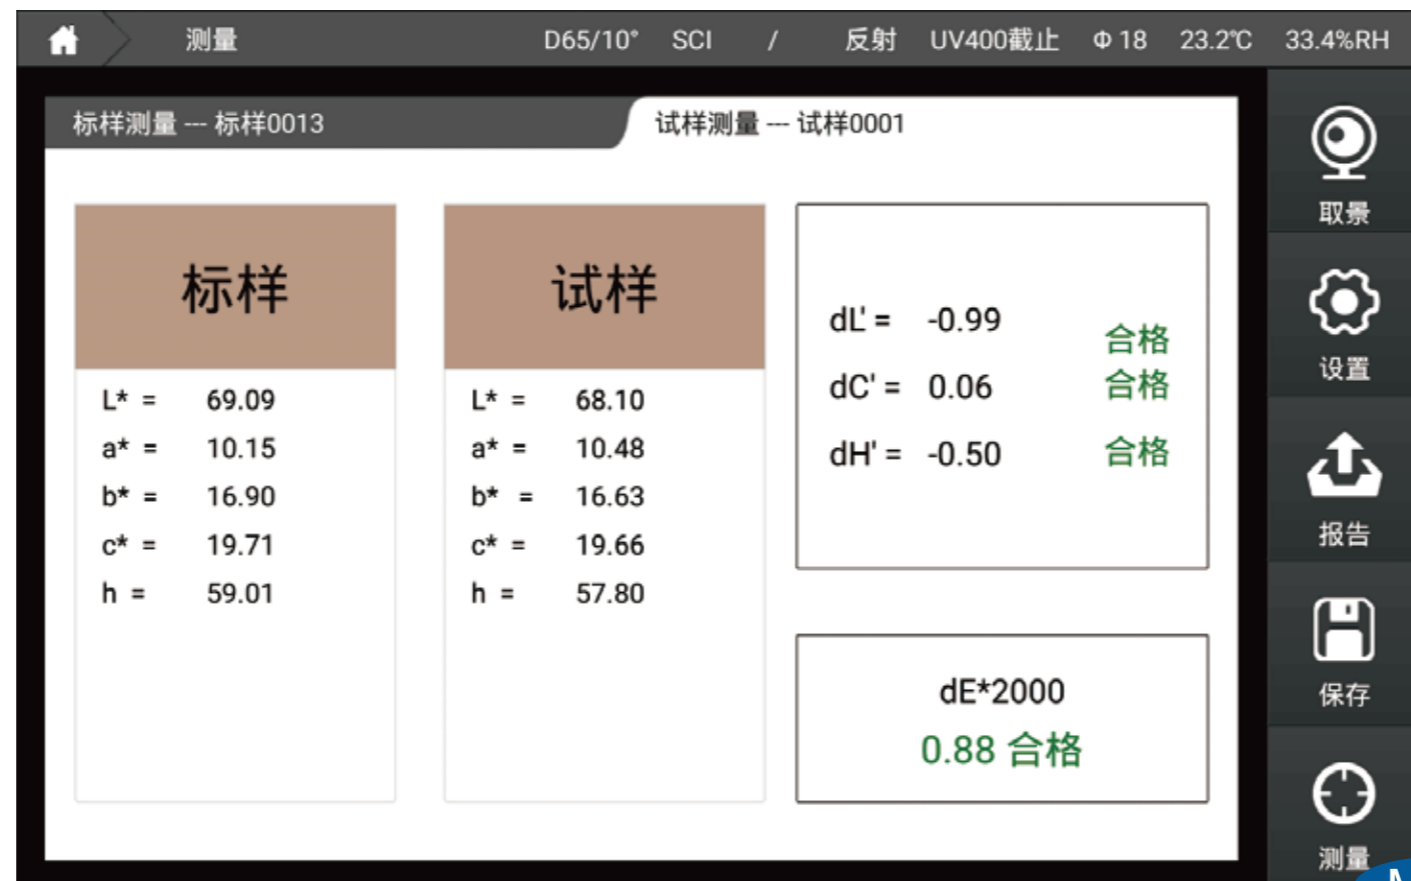 测量 D65/10° SCI / 反射 UV400截止 Φ 18 23.2℃ 33.4%RH
标样测量 --- 标样0013
试样测量 --- 试样0001
标样
L* = 69.09
a* = 10.15
b* = 16.90
c* = 19.71
h = 59.01
试样
L* = 68.10
a* = 10.48
b* = 16.63
c* = 19.66
h = 57.80
dL' = -0.99 合格
dC' = 0.06 合格
dH' = -0.50 合格
dE*2000
0.88 合格
取景
设置
报告
保存
测量